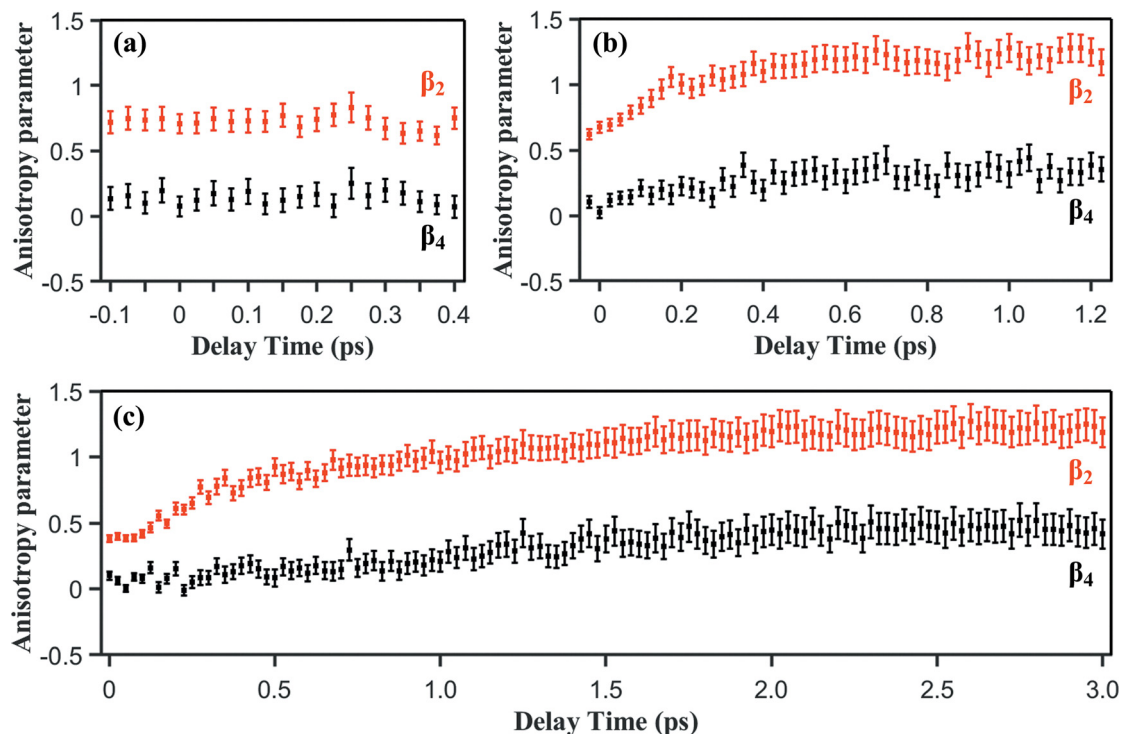 (a)
1.5
1
0.5
0
-0.5
Anisotropy parameter
β₂
β₄
-0.1 0 0.1 0.2 0.3 0.4
Delay Time (ps)
(b)
1.5
1
0.5
0
-0.5
Anisotropy parameter
β₂
β₄
0 0.2 0.4 0.6 0.8 1.0 1.2
Delay Time (ps)
(c)
1.5
1
0.5
0
-0.5
Anisotropy parameter
β₂
β₄
0 0.5 1.0 1.5 2.0 2.5 3.0
Delay Time (ps)